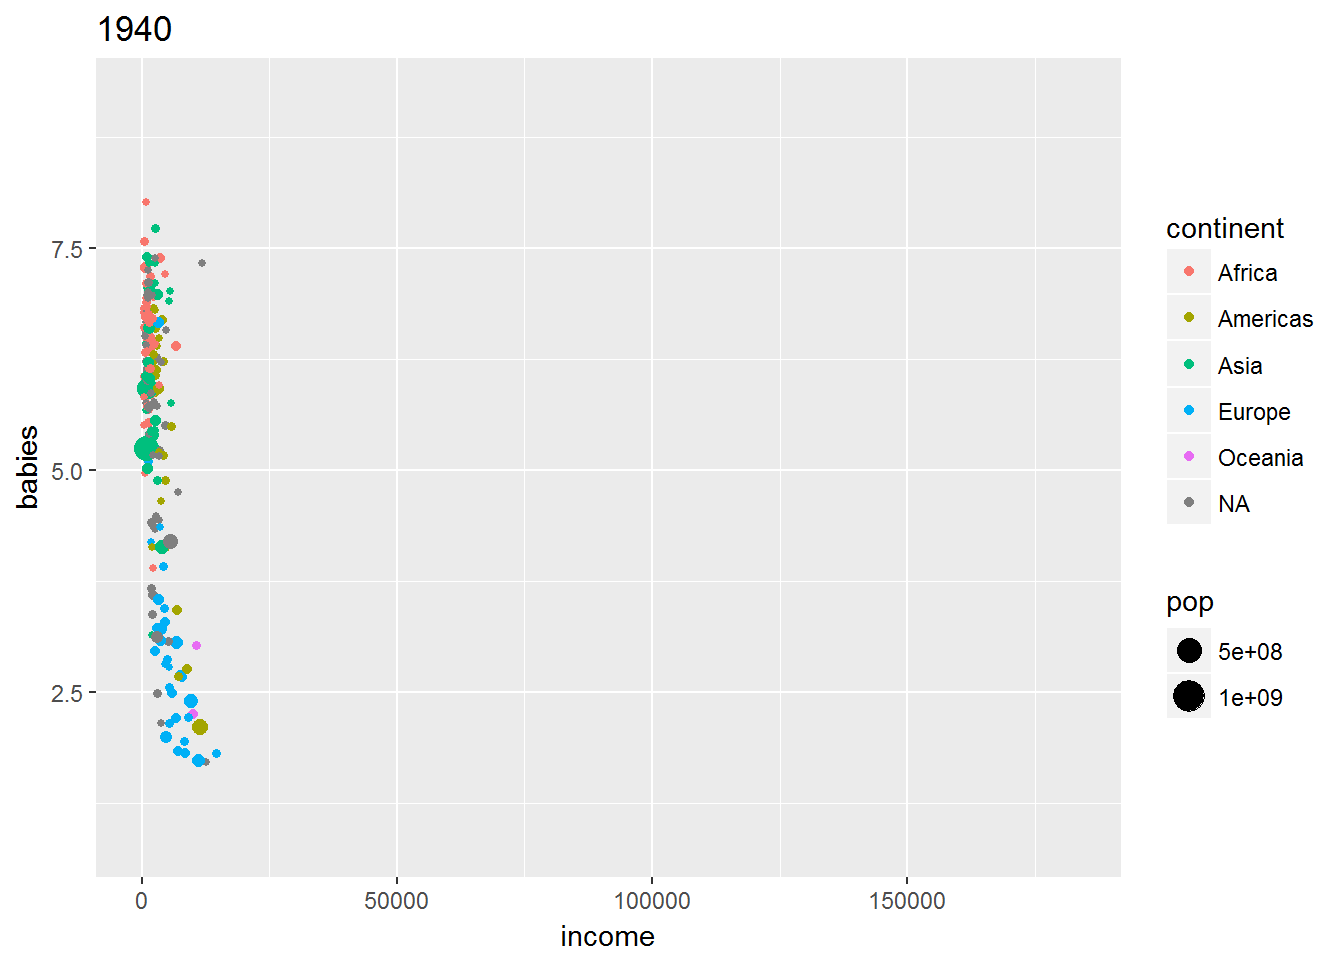 1940
babies
7.5
5.0
2.5
0
50000
100000
150000
income
continent
Africa
Americas
Asia
Europe
Oceania
NA
pop
5e+08
1e+09